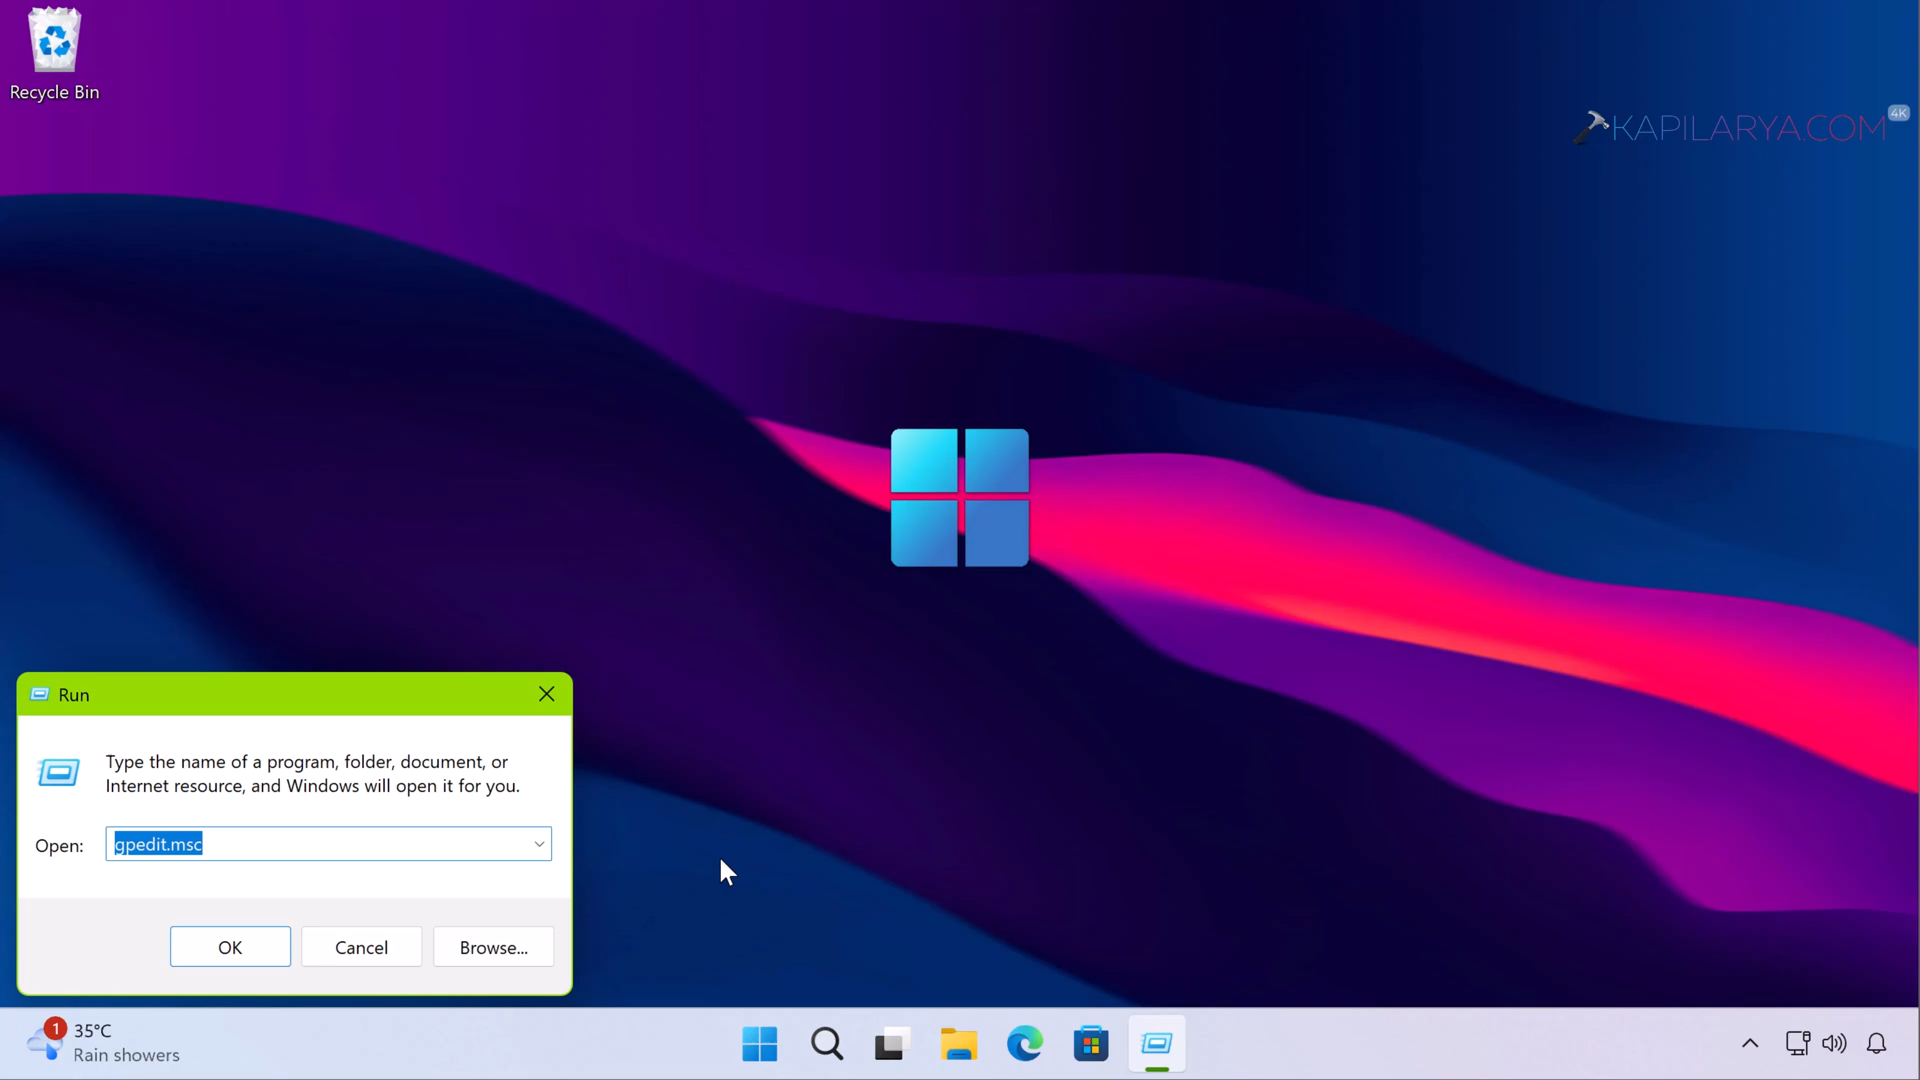 Recycle Bin
4K
KAPILARYA.COM
Run
Type the name of a program, folder, document, or
Internet resource, and Windows will open it for you.
Open:
gpedit.msc
OK
Cancel
Browse...
1
35°C
Rain showers